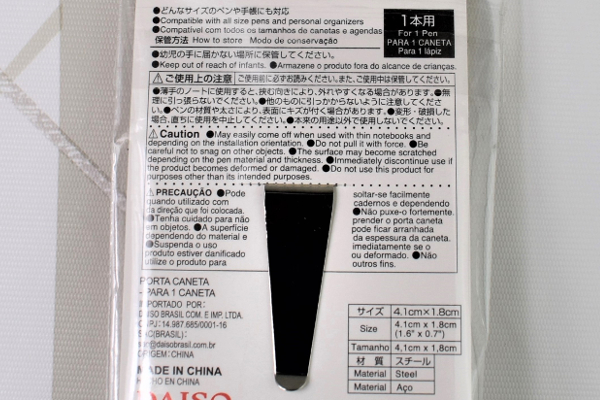 ●どんなサイズのペンや手帳にも対応
●Compatible with all size pens and personal organizers
●Compatível com todos os tamanhos de canetas e agendas
保管方法 How to store Modo de conservação
1本用
For 1 Pen
PARA 1 CANETA
Para 1 lápiz
●幼児の手に届かない場所に保管してください。
●Keep out of reach of infants. ●Armazene o produto fora do alcance de crianças.
⚠ご使用上の注意 ご使用前に必ずお読みください。また、ご使用中は保管してください。
●薄手のノートに使用すると、挟む向きにより、外れやすくなる場合があります。●無
理に引っ張らないでください。●他のものに引っかからないように注意してくださ
い。●ペンの材質や太さにより、表面にキズが付く場合があります。●変形・破損した
場合、直ちに使用を中止してください。●本来の用途以外で使用しないでください。
⚠Caution ●May easily come off when used with thin notebooks and
depending on the installation orientation. ●Do not pull it with force. ●Be
careful not to snag on other objects. ●The surface may become scratched
depending on the pen material and thickness. ●Immediately discontinue use if
the product becomes deformed or damaged. ●Do not use this product for
purposes other than its intended purposes.
⚠PRECAUÇÃO ●Pode
quando utilizado com
da direção que foi colocada.
●Tenha cuidado para não
em objetos. ●A superfície
dependendo do material e
●Suspenda o uso
produto estiver danificado
utilize o produto para
soltar-se facilmente
cadernos e dependendo
●Não puxe-o fortemente.
prender o porta caneta
pode ficar arranhada
da espessura da caneta.
imediatamente se o
ou deformado. ●Não
outros fins.
PORTA CANETA
- PARA 1 CANETA
IMPORTADO POR:
DAISO BRASIL COM. E IMP. LTDA.
CNPJ: 14.987.685/0001-16
SAC(BRASIL):
sac@daisobrasil.com.br
ORIGEM: CHINA
MADE IN CHINA
HECHO EN CHINA
DAISO
サイズ 4.1cm×1.8cm
Size 4.1cm x 1.8cm
(1.6" x 0.7")
Tamanho 4,1cm x 1,8cm
材 質 スチール
Material Steel
Material Aço